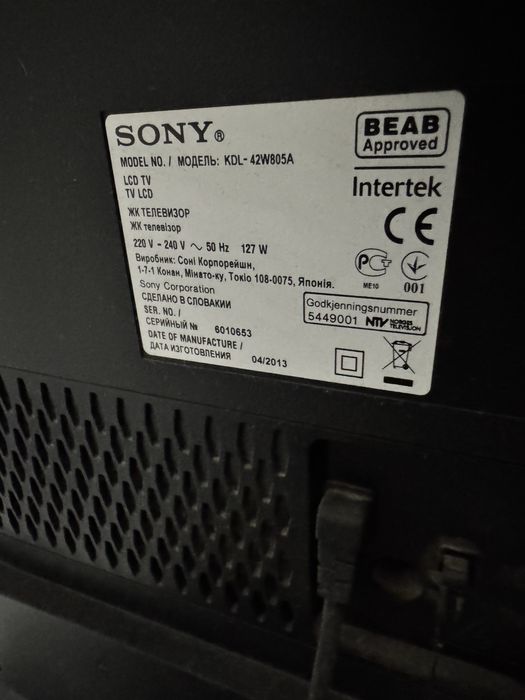 SONY®
MODEL NO. / МОДЕЛЬ: KDL-42W805A
LCD TV
TV LCD
ЖК ТЕЛЕВИЗОР
ЖК телевізор
220 V - 240 V ~ 50 Hz 127 W
Виробник: Соні Корпорейшн,
1-7-1 Конан, Мінато-ку, Токіо 108-0075, Японія.
Sony Corporation
СДЕЛАНО В СЛОВАКИИ
SER. NO. /
СЕРИЙНЫЙ № 6010653
DATE OF MANUFACTURE /
ДАТА ИЗГОТОВЛЕНИЯ 04/2013
BEAB
Approved
Intertek
CE
РСТ
ME10
001
Godkjenningsnummer
5449001 NTV NORGES TELEVISJON